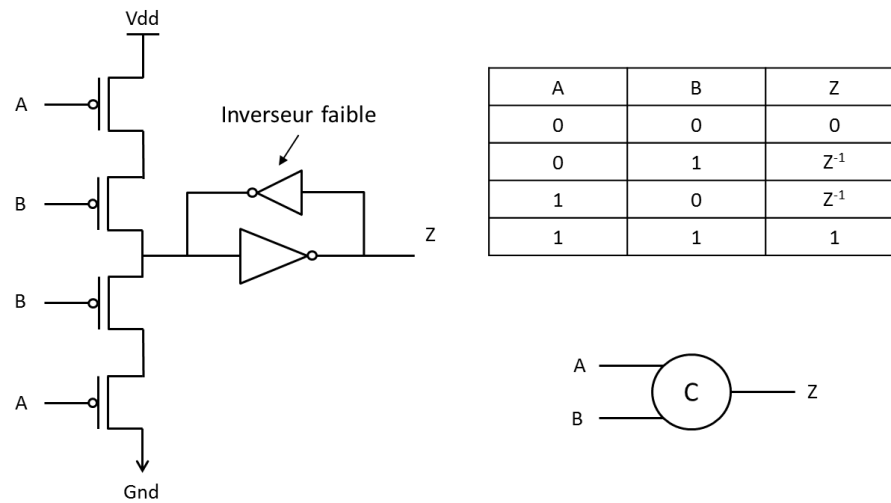 Vdd
A
Inverseur faible
B
Z
B
A
Gnd
A B Z
0 0 0
0 1 Z⁻¹
1 0 Z⁻¹
1 1 1
A
C
Z
B